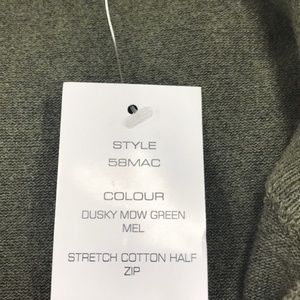 STYLE
58MAC
COLOUR
DUSKY MDW GREEN
MEL
STRETCH COTTON HALF
ZIP